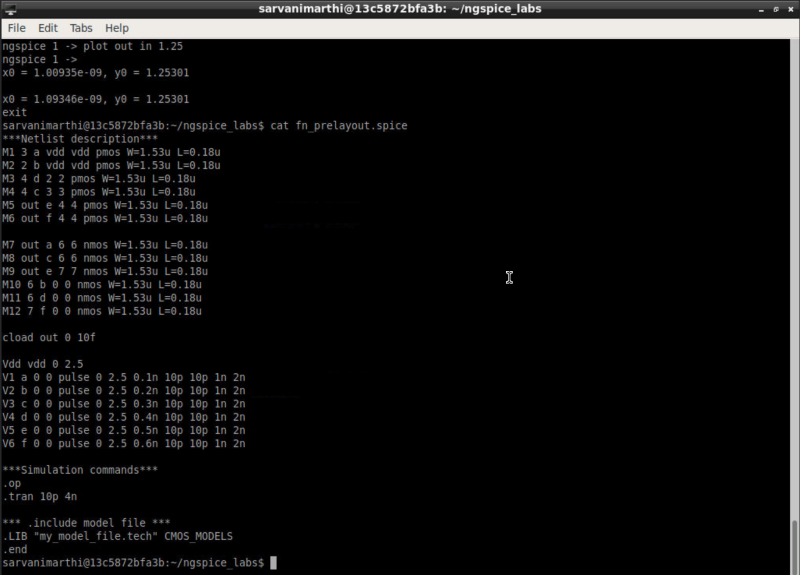 sarvanimarthi@13c5872bfa3b: ~/ngspice_labs
File Edit Tabs Help
ngspice 1 -> plot out in 1.25
ngspice 1 ->
x0 = 1.00935e-09, y0 = 1.25301
x0 = 1.09346e-09, y0 = 1.25301
exit
sarvanimarthi@13c5872bfa3b:~/ngspice_labs$ cat fn_prelayout.spice
***Netlist description***
M1 3 a vdd vdd pmos W=1.53u L=0.18u
M2 2 b vdd vdd pmos W=1.53u L=0.18u
M3 4 d 2 2 pmos W=1.53u L=0.18u
M4 4 c 3 3 pmos W=1.53u L=0.18u
M5 out e 4 4 pmos W=1.53u L=0.18u
M6 out f 4 4 pmos W=1.53u L=0.18u
M7 out a 6 6 nmos W=1.53u L=0.18u
M8 out c 6 6 nmos W=1.53u L=0.18u
M9 out e 7 7 nmos W=1.53u L=0.18u
M10 6 b 0 0 nmos W=1.53u L=0.18u
M11 6 d 0 0 nmos W=1.53u L=0.18u
M12 7 f 0 0 nmos W=1.53u L=0.18u
cload out 0 10f
Vdd vdd 0 2.5
V1 a 0 0 pulse 0 2.5 0.1n 10p 10p 1n 2n
V2 b 0 0 pulse 0 2.5 0.2n 10p 10p 1n 2n
V3 c 0 0 pulse 0 2.5 0.3n 10p 10p 1n 2n
V4 d 0 0 pulse 0 2.5 0.4n 10p 10p 1n 2n
V5 e 0 0 pulse 0 2.5 0.5n 10p 10p 1n 2n
V6 f 0 0 pulse 0 2.5 0.6n 10p 10p 1n 2n
***Simulation commands***
.op
.tran 10p 4n
*** .include model file ***
.LIB "my_model_file.tech" CMOS_MODELS
.end
sarvanimarthi@13c5872bfa3b:~/ngspice_labs$